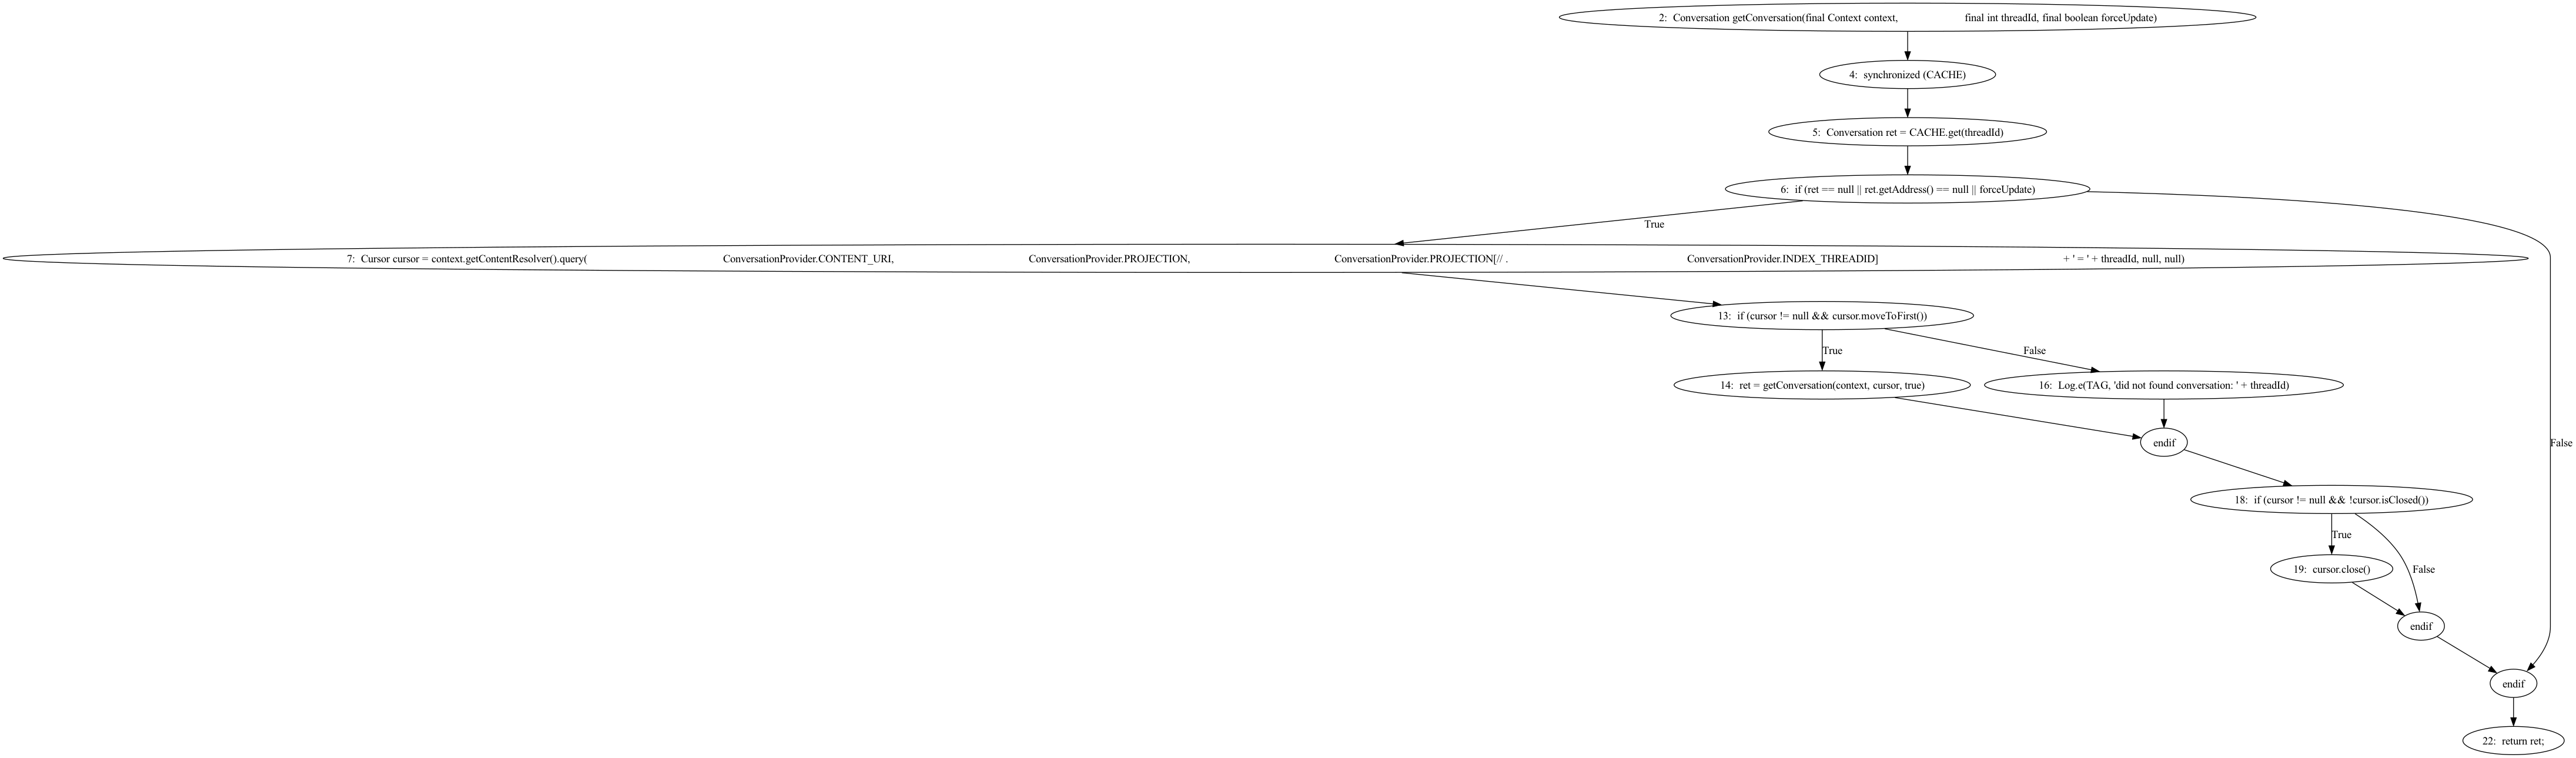 2:  Conversation getConversation(final Context context,                        final int threadId, final boolean forceUpdate)
4:  synchronized (CACHE)
5:  Conversation ret = CACHE.get(threadId)
6:  if (ret == null || ret.getAddress() == null || forceUpdate)
True
7:  Cursor cursor = context.getContentResolver().query(                        ConversationProvider.CONTENT_URI,                        ConversationProvider.PROJECTION,                        ConversationProvider.PROJECTION[// .                        ConversationProvider.INDEX_THREADID]                        + ' = ' + threadId, null, null)
13:  if (cursor != null && cursor.moveToFirst())
True
False
14:  ret = getConversation(context, cursor, true)
16:  Log.e(TAG, 'did not found conversation: ' + threadId)
endif
False
18:  if (cursor != null && !cursor.isClosed())
True
19:  cursor.close()
False
endif
endif
22:  return ret;